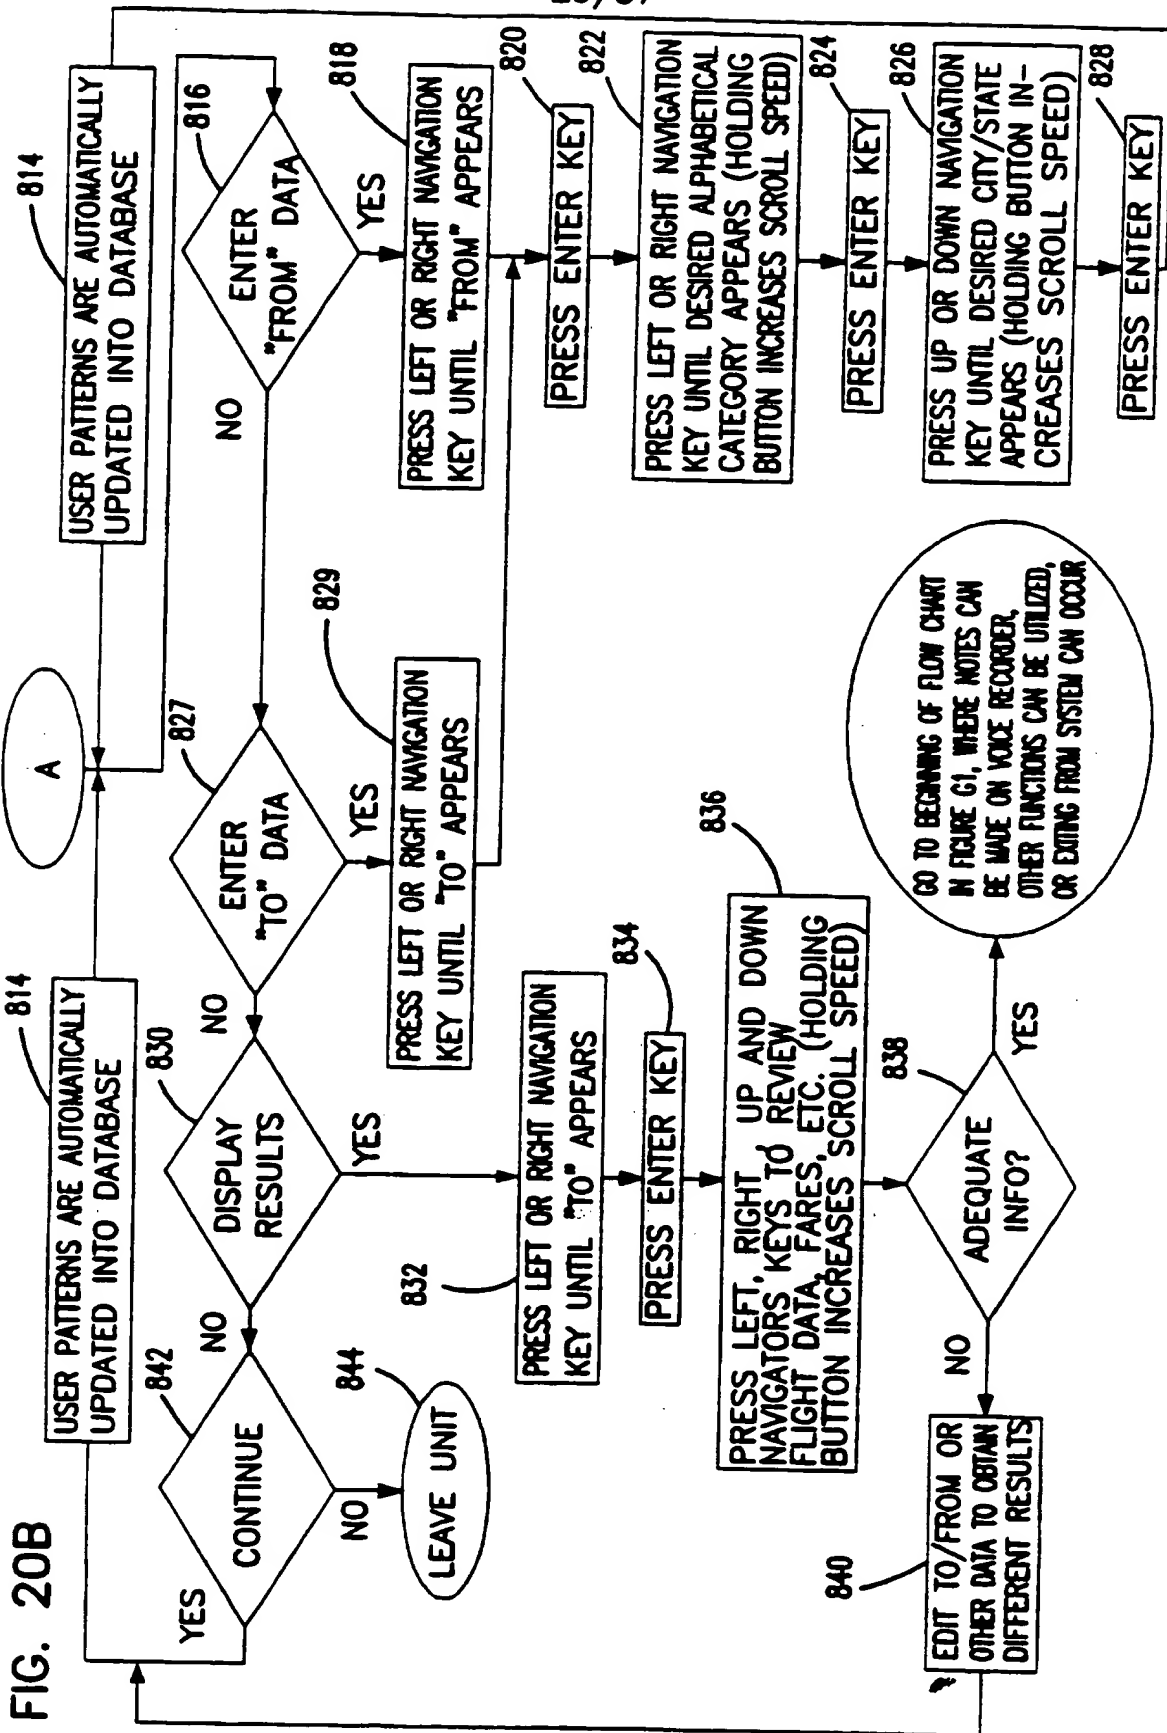 FIG. 20B
A
814
USER PATTERNS ARE AUTOMATICALLY
UPDATED INTO DATABASE
814
USER PATTERNS ARE AUTOMATICALLY
UPDATED INTO DATABASE
816
ENTER
"FROM" DATA
YES
NO
818
PRESS LEFT OR RIGHT NAVIGATION
KEY UNTIL "FROM" APPEARS
820
PRESS ENTER KEY
822
PRESS LEFT OR RIGHT NAVIGATION
KEY UNTIL DESIRED ALPHABETICAL
CATEGORY APPEARS (HOLDING
BUTTON INCREASES SCROLL SPEED)
824
PRESS ENTER KEY
826
PRESS UP OR DOWN NAVIGATION
KEY UNTIL DESIRED CITY/STATE
APPEARS (HOLDING BUTTON IN-
CREASES SCROLL SPEED)
828
PRESS ENTER KEY
827
ENTER
"TO" DATA
YES
NO
829
PRESS LEFT OR RIGHT NAVIGATION
KEY UNTIL "TO" APPEARS
830
DISPLAY
RESULTS
YES
NO
832
PRESS LEFT OR RIGHT NAVIGATION
KEY UNTIL "TO" APPEARS
834
PRESS ENTER KEY
836
PRESS LEFT, RIGHT, UP AND DOWN
NAVIGATORS KEYS TO REVIEW
FLIGHT DATA, FARES, ETC. (HOLDING
BUTTON INCREASES SCROLL SPEED)
838
ADEQUATE
INFO?
YES
NO
GO TO BEGINNING OF FLOW CHART
IN FIGURE G1, WHERE NOTES CAN
BE MADE ON VOICE RECORDER,
OTHER FUNCTIONS CAN BE UTILIZED,
OR EXITING FROM SYSTEM CAN OCCUR
840
EDIT TO/FROM OR
OTHER DATA TO OBTAIN
DIFFERENT RESULTS
842
CONTINUE
YES
NO
844
LEAVE UNIT